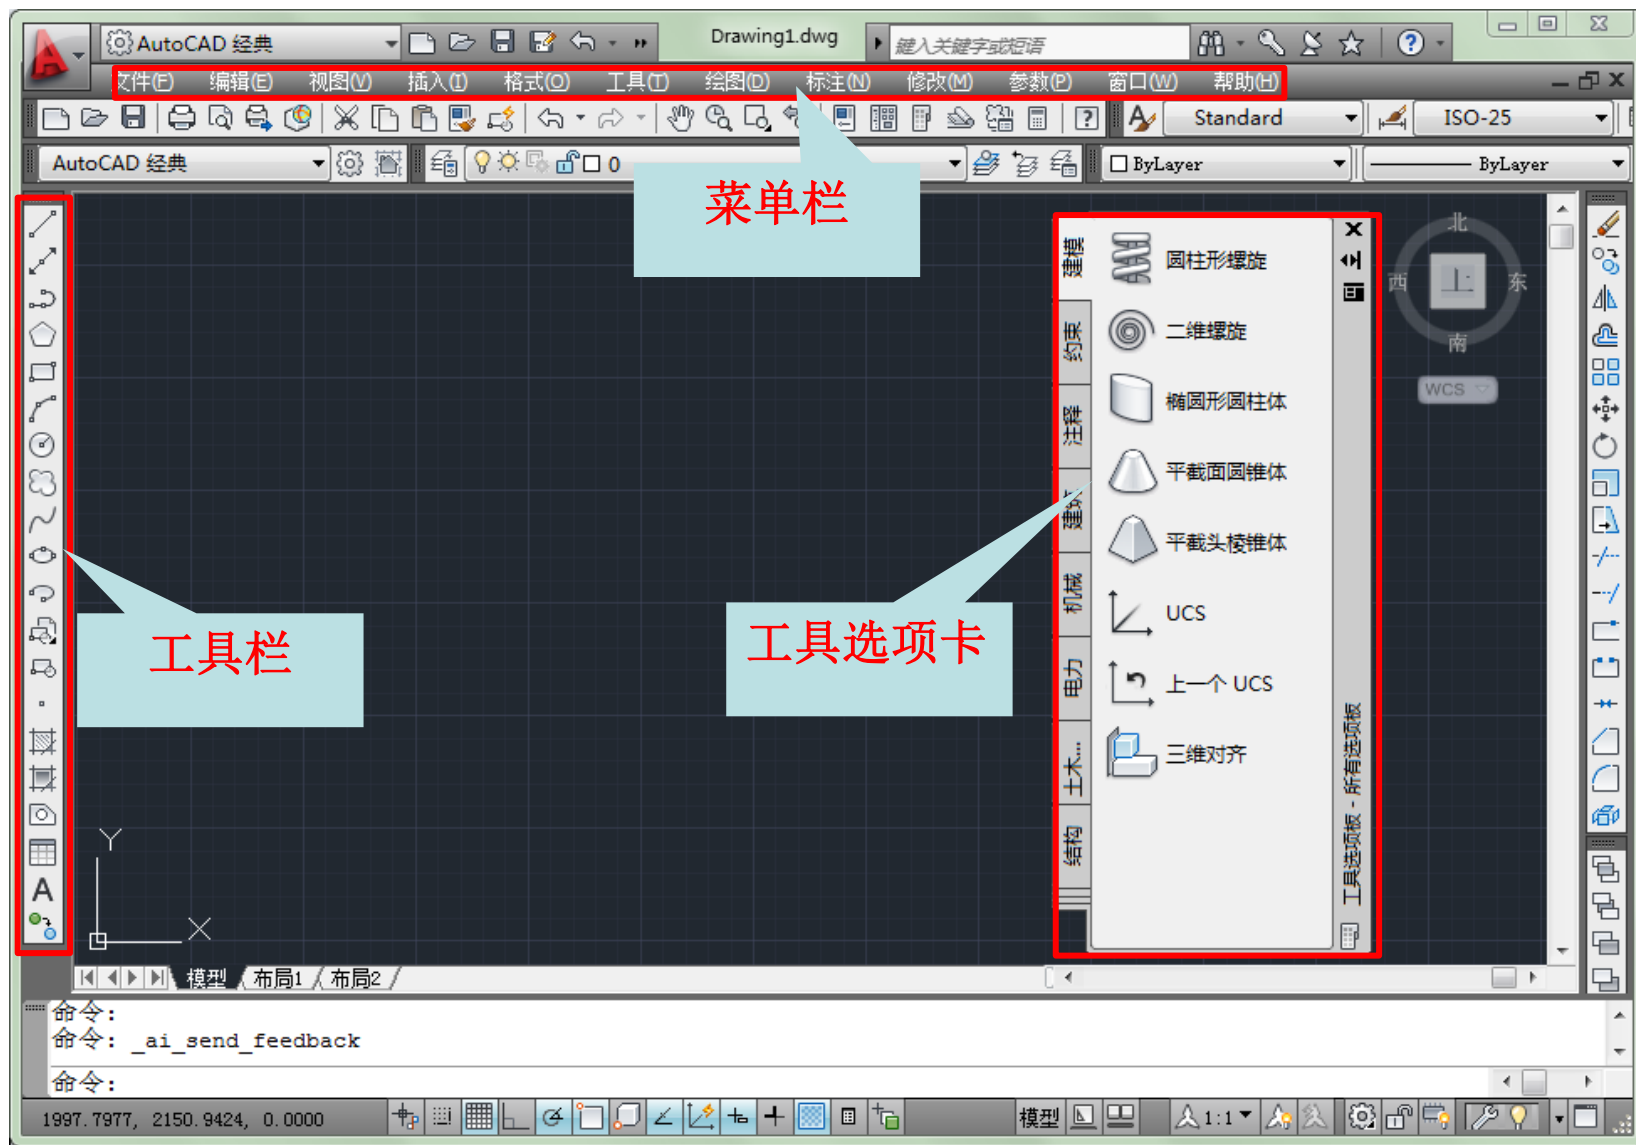 AutoCAD 经典
Drawing1.dwg
键入关键字或短语
文件(F) 编辑(E) 视图(V) 插入(I) 格式(O) 工具(T) 绘图(D) 标注(N) 修改(M) 参数(P) 窗口(W) 帮助(H)
Standard
ISO-25
AutoCAD 经典
0
ByLayer
ByLayer
菜单栏
工具栏
工具选项卡
建模
约束
注释
建筑
机械
电力
土木...
结构
圆柱形螺旋
二维螺旋
椭圆形圆柱体
平截面圆锥体
平截头棱锥体
UCS
上一个 UCS
三维对齐
工具选项板 - 所有选项板
北
西
上
东
南
WCS
A
Y
X
模型 布局1 布局2
命令:
命令: _ai_send_feedback
命令:
1997.7977, 2150.9424, 0.0000
模型
1:1